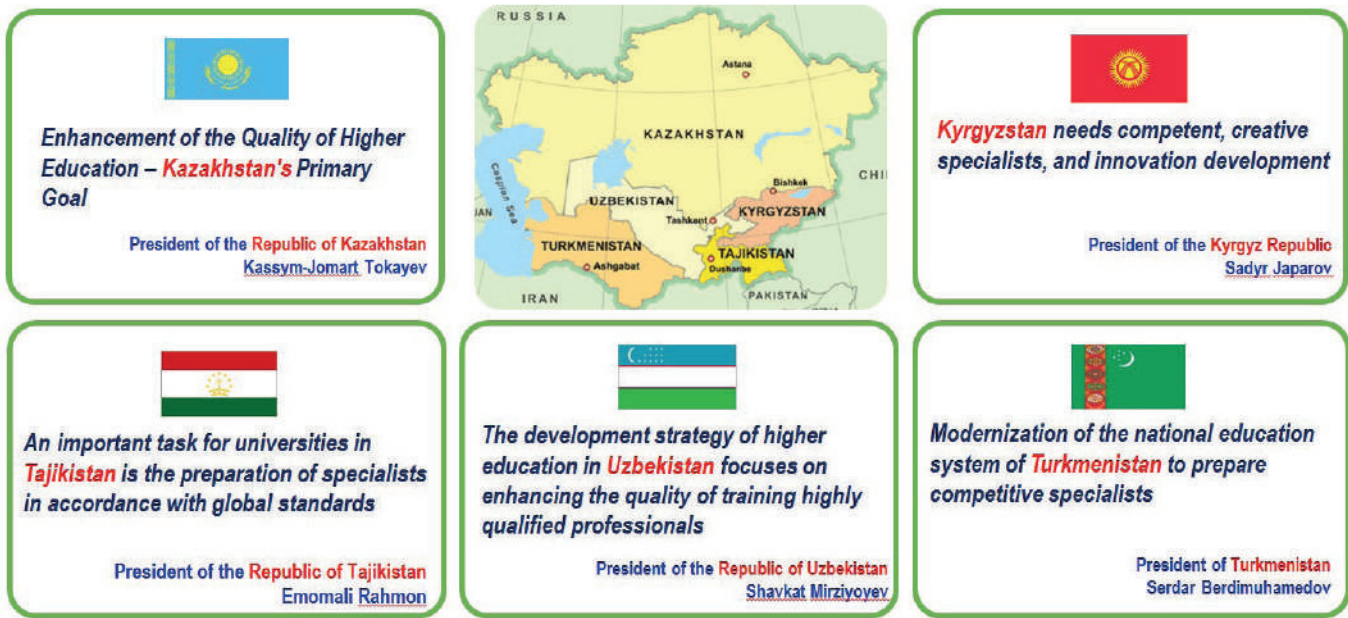 Enhancement of the Quality of Higher
Education – Kazakhstan's Primary
Goal
President of the Republic of Kazakhstan
Kassym-Jomart Tokayev
RUSSIA
Astana
KAZAKHSTAN
Caspian Sea
CHI
Bishkek
UZBEKISTAN
Tashkent
KYRGYZSTAN
TURKMENISTAN
TAJIKISTAN
Ashgabat
Dushanbe
IRAN
PAKISTAN
Kyrgyzstan needs competent, creative
specialists, and innovation development
President of the Kyrgyz Republic
Sadyr Japarov
An important task for universities in
Tajikistan is the preparation of specialists
in accordance with global standards
President of the Republic of Tajikistan
Emomali Rahmon
The development strategy of higher
education in Uzbekistan focuses on
enhancing the quality of training highly
qualified professionals
President of the Republic of Uzbekistan
Shavkat Mirziyoyev
Modernization of the national education
system of Turkmenistan to prepare
competitive specialists
President of Turkmenistan
Serdar Berdimuhamedov